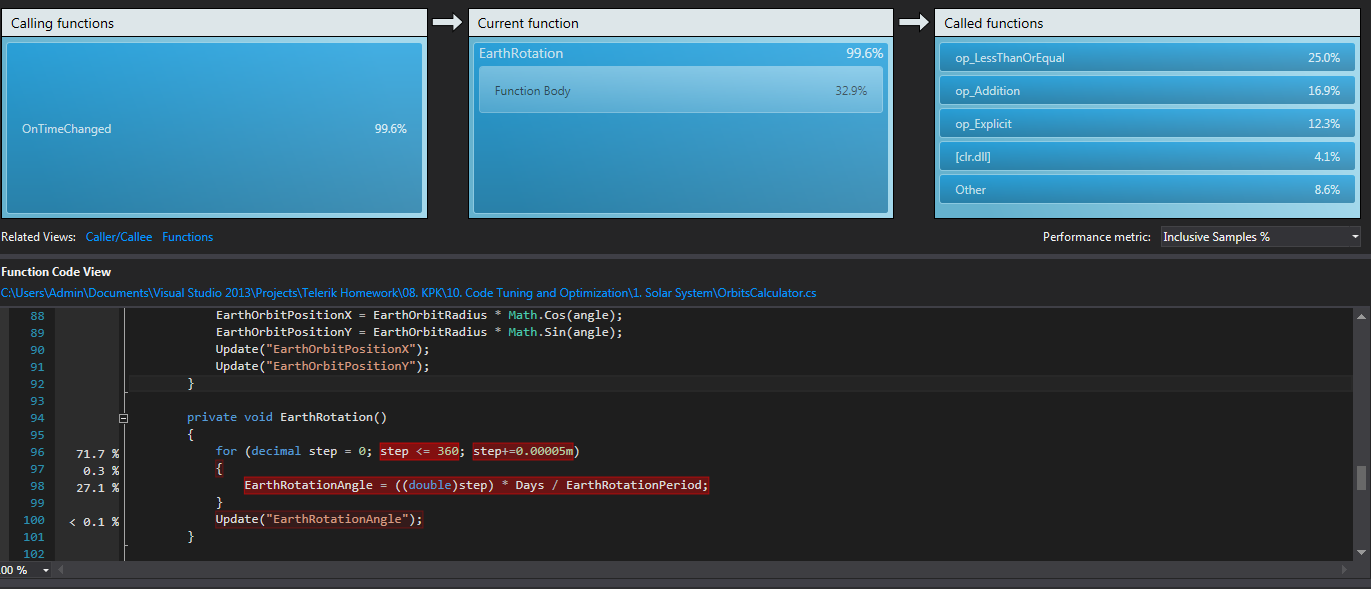 Calling functions
Current function
Called functions
OnTimeChanged 99.6%
EarthRotation 99.6%
Function Body 32.9%
op_LessThanOrEqual 25.0%
op_Addition 16.9%
op_Explicit 12.3%
[clr.dll] 4.1%
Other 8.6%
Related Views: Caller/Callee Functions
Performance metric: Inclusive Samples %
Function Code View
C:\Users\Admin\Documents\Visual Studio 2013\Projects\Telerik Homework\08. KPK\10. Code Tuning and Optimization\1. Solar System\OrbitsCalculator.cs
88 EarthOrbitPositionX = EarthOrbitRadius * Math.Cos(angle);
89 EarthOrbitPositionY = EarthOrbitRadius * Math.Sin(angle);
90 Update("EarthOrbitPositionX");
91 Update("EarthOrbitPositionY");
92 }
93
94 private void EarthRotation()
95 {
96 71.7 % for (decimal step = 0; step <= 360; step+=0.00005m)
97 0.3 % {
98 27.1 % EarthRotationAngle = ((double)step) * Days / EarthRotationPeriod;
99 }
100 < 0.1 % Update("EarthRotationAngle");
101 }
102
00 %